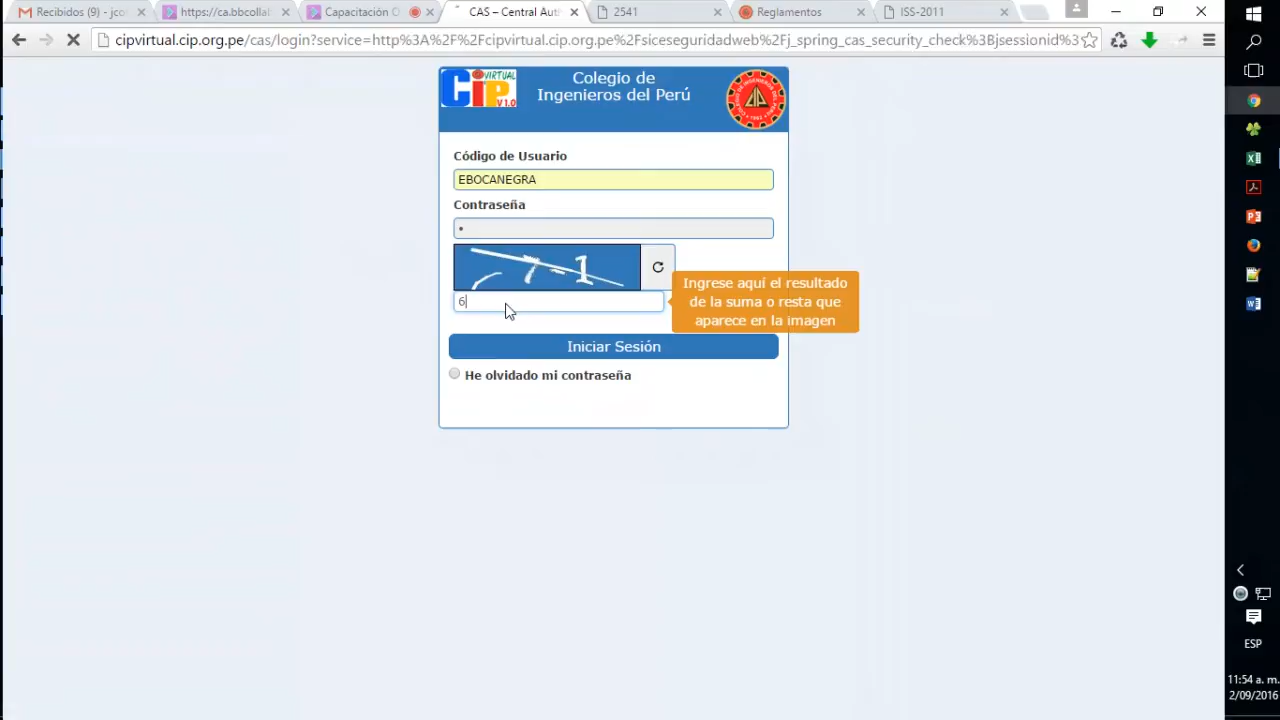 Recibidos (9) - jco
https://ca.bbcollab
Capacitación O
CAS – Central Auth
2541
Reglamentos
ISS-2011
cipvirtual.cip.org.pe/cas/login?service=http%3A%2F%2Fcipvirtual.cip.org.pe%2Fsiceseguridadweb%2Fj_spring_cas_security_check%3Bjsessionid%3
CIP VIRTUAL V 1.0
Colegio de
Ingenieros del Perú
Código de Usuario
EBOCANEGRA
Contraseña
7-1
6
Ingrese aquí el resultado
de la suma o resta que
aparece en la imagen
Iniciar Sesión
He olvidado mi contraseña
ESP
11:54 a. m.
2/09/2016